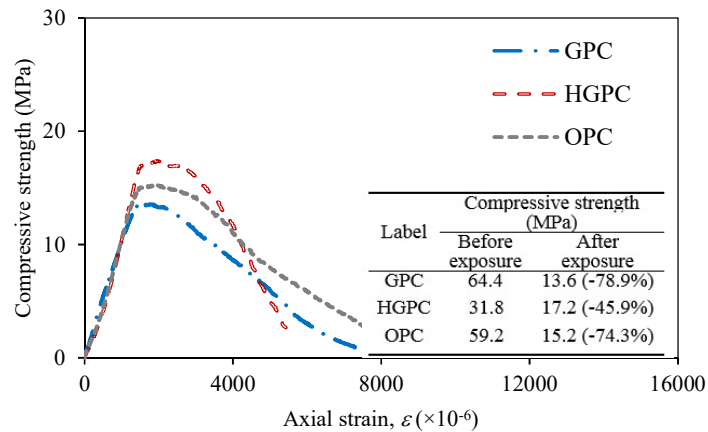 30
20
10
0
Compressive strength (MPa)
GPC
HGPC
OPC
Label Compressive strength (MPa)
Before exposure After exposure
GPC 64.4 13.6 (-78.9%)
HGPC 31.8 17.2 (-45.9%)
OPC 59.2 15.2 (-74.3%)
0 4000 8000 12000 16000
Axial strain, ε (×10⁻⁶)